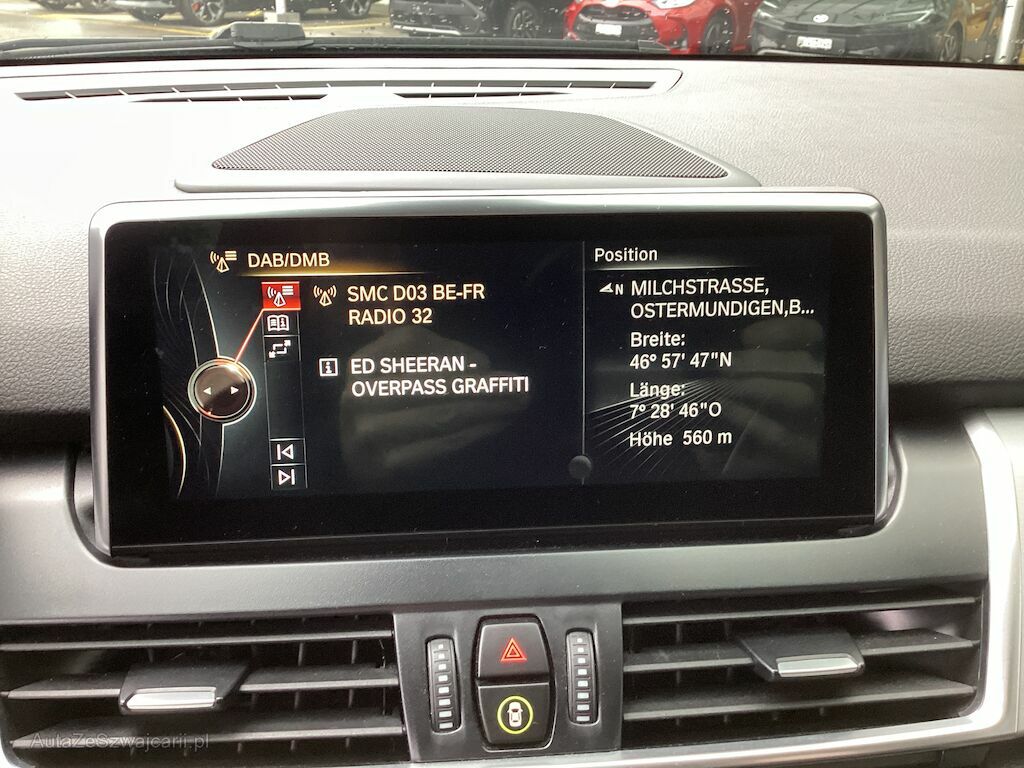 DAB/DMB
SMC D03 BE-FR
RADIO 32
ED SHEERAN -
OVERPASS GRAFFITI
Position
N MILCHSTRASSE,
OSTERMUNDIGEN,B...
Breite:
46° 57' 47"N
Länge:
7° 28' 46"O
Höhe 560 m
AutaZeSzwajcarii.pl